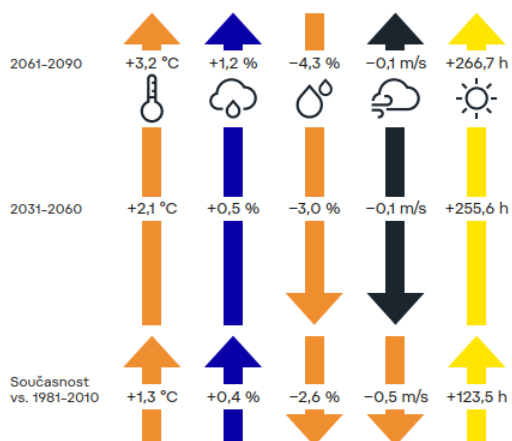 2061–2090 +3,2 °C +1,2 % −4,3 % −0,1 m/s +266,7 h
2031–2060 +2,1 °C +0,5 % −3,0 % −0,1 m/s +255,6 h
Současnost
vs. 1981–2010 +1,3 °C +0,4 % −2,6 % −0,5 m/s +123,5 h